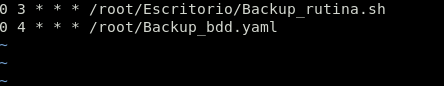 0 3 * * * /root/Escritorio/Backup_rutina.sh
0 4 * * * /root/Backup_bdd.yaml
~
~
~